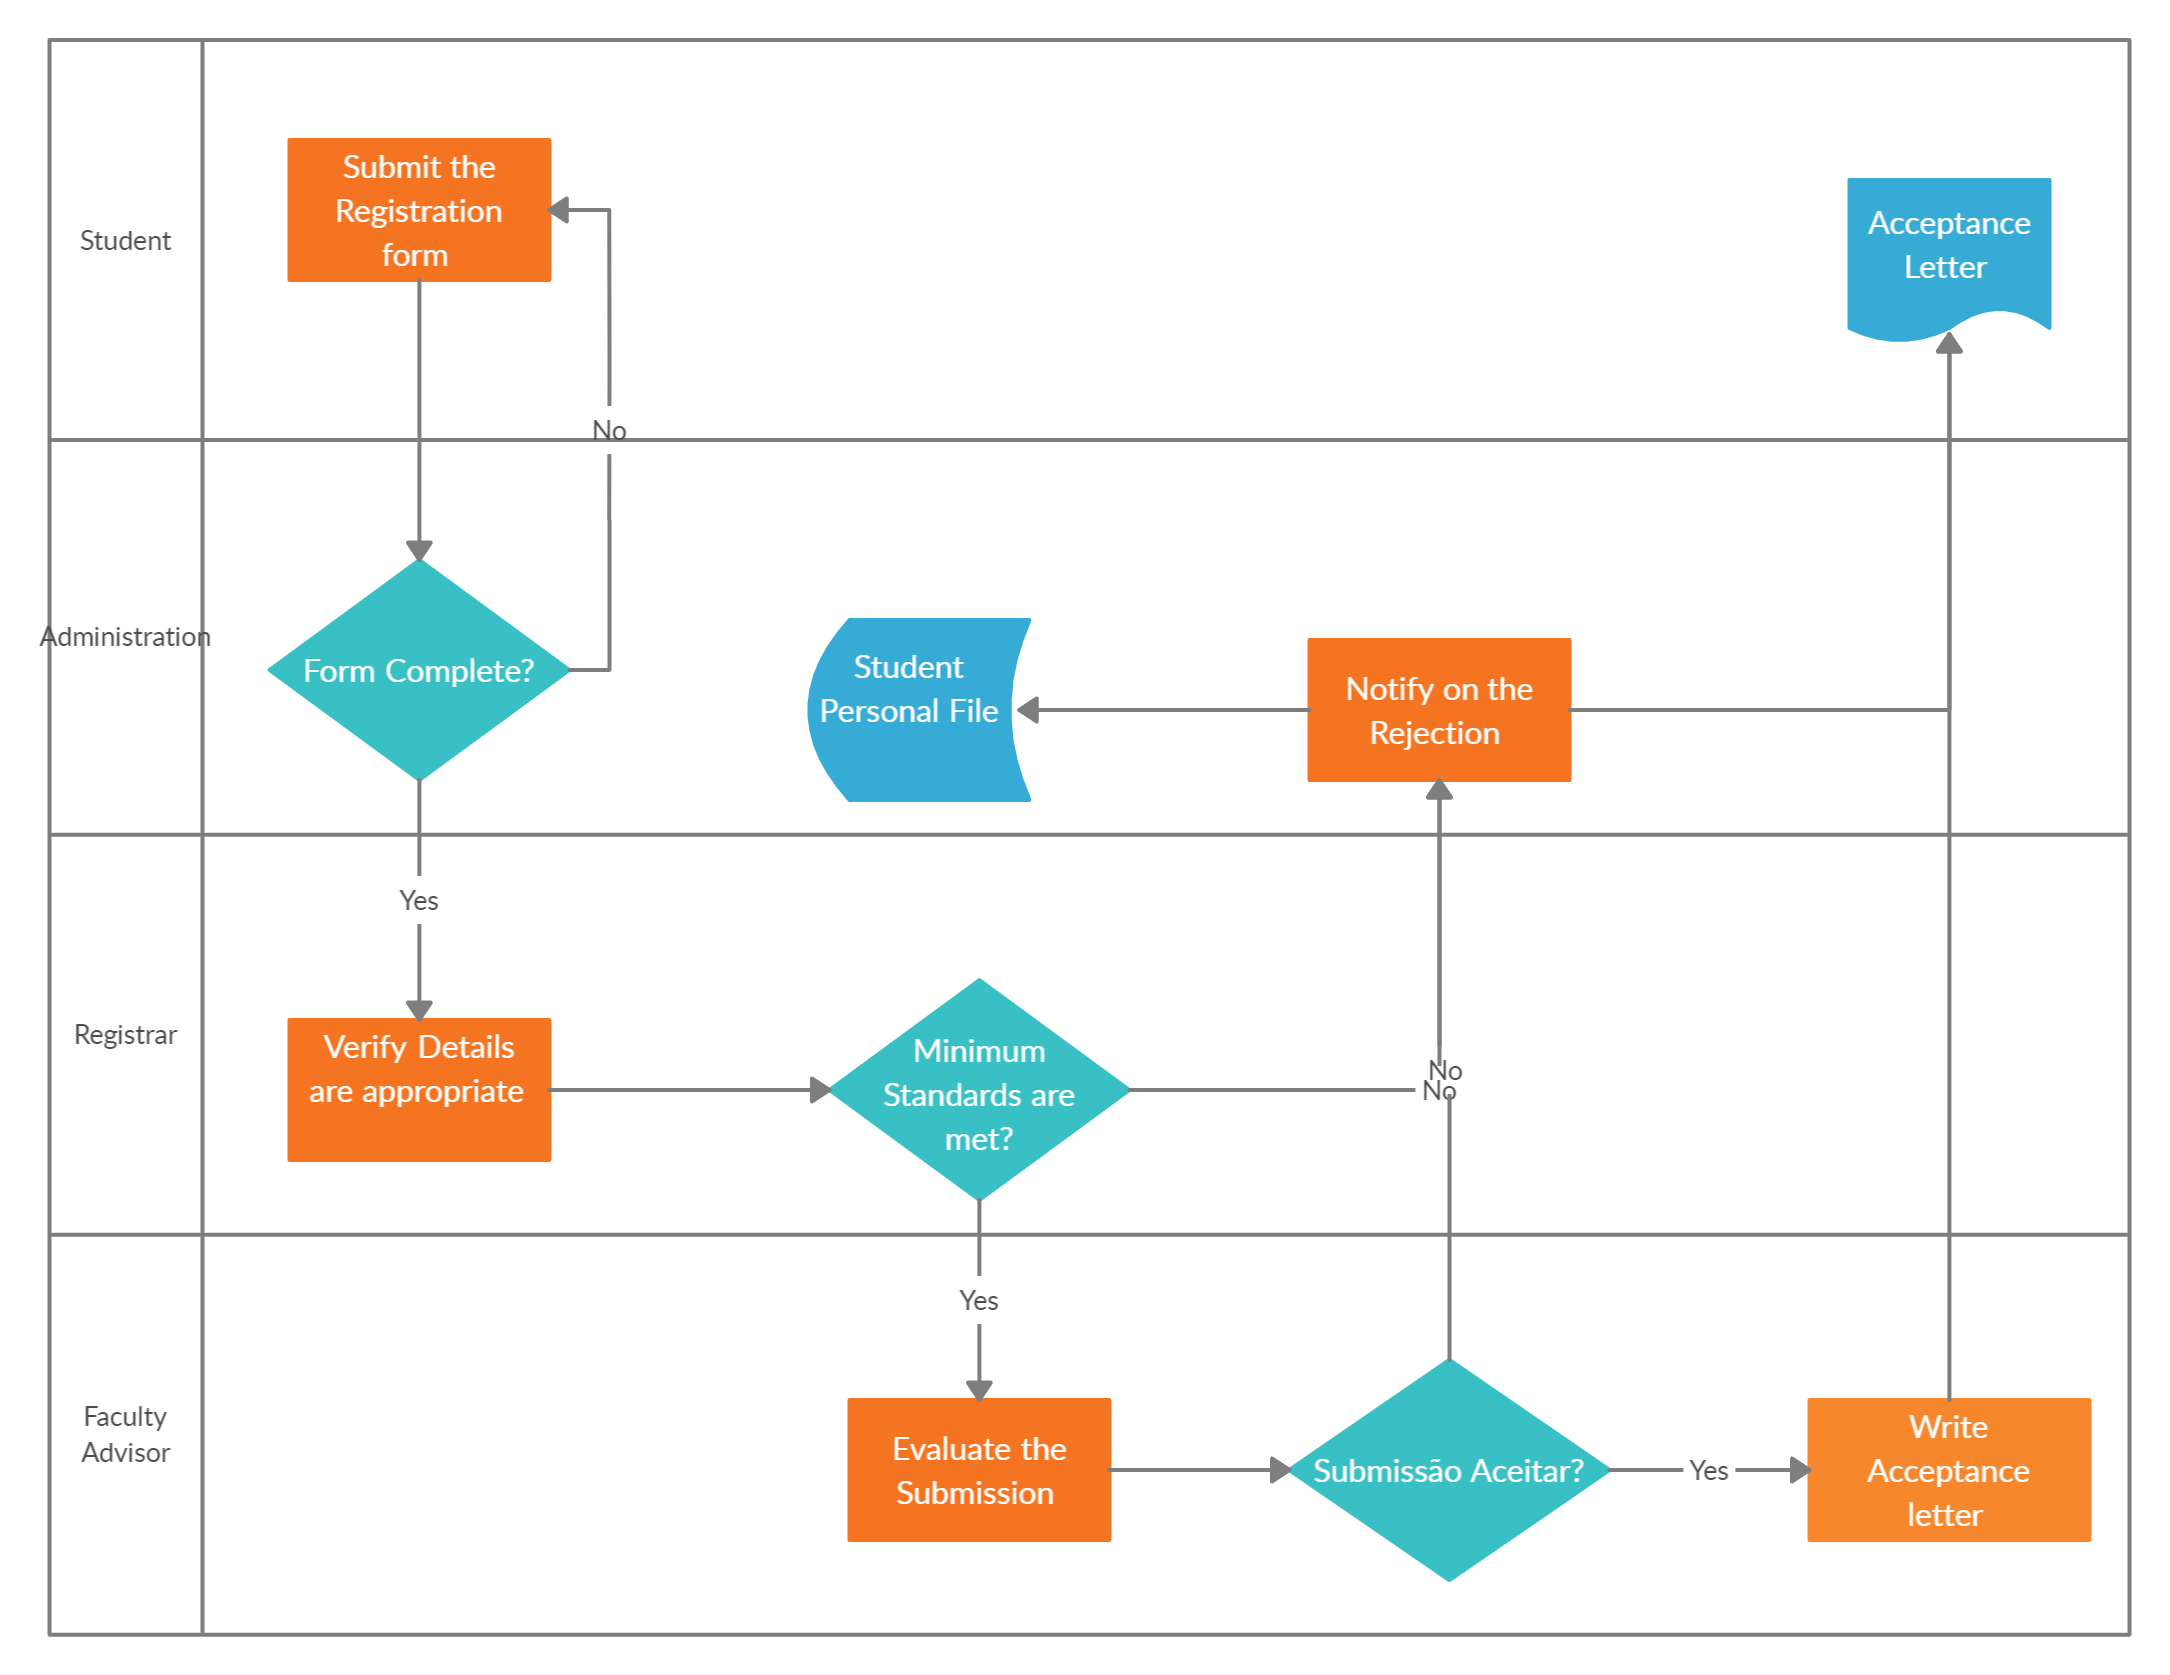 Student
Submit the
Registration
form
Acceptance
Letter
No
Administration
Form Complete?
Student
Personal File
Notify on the
Rejection
Yes
Registrar
Verify Details
are appropriate
Minimum
Standards are
met?
No
No
Yes
Faculty
Advisor
Evaluate the
Submission
Submissão Aceitar?
Yes
Write
Acceptance
letter